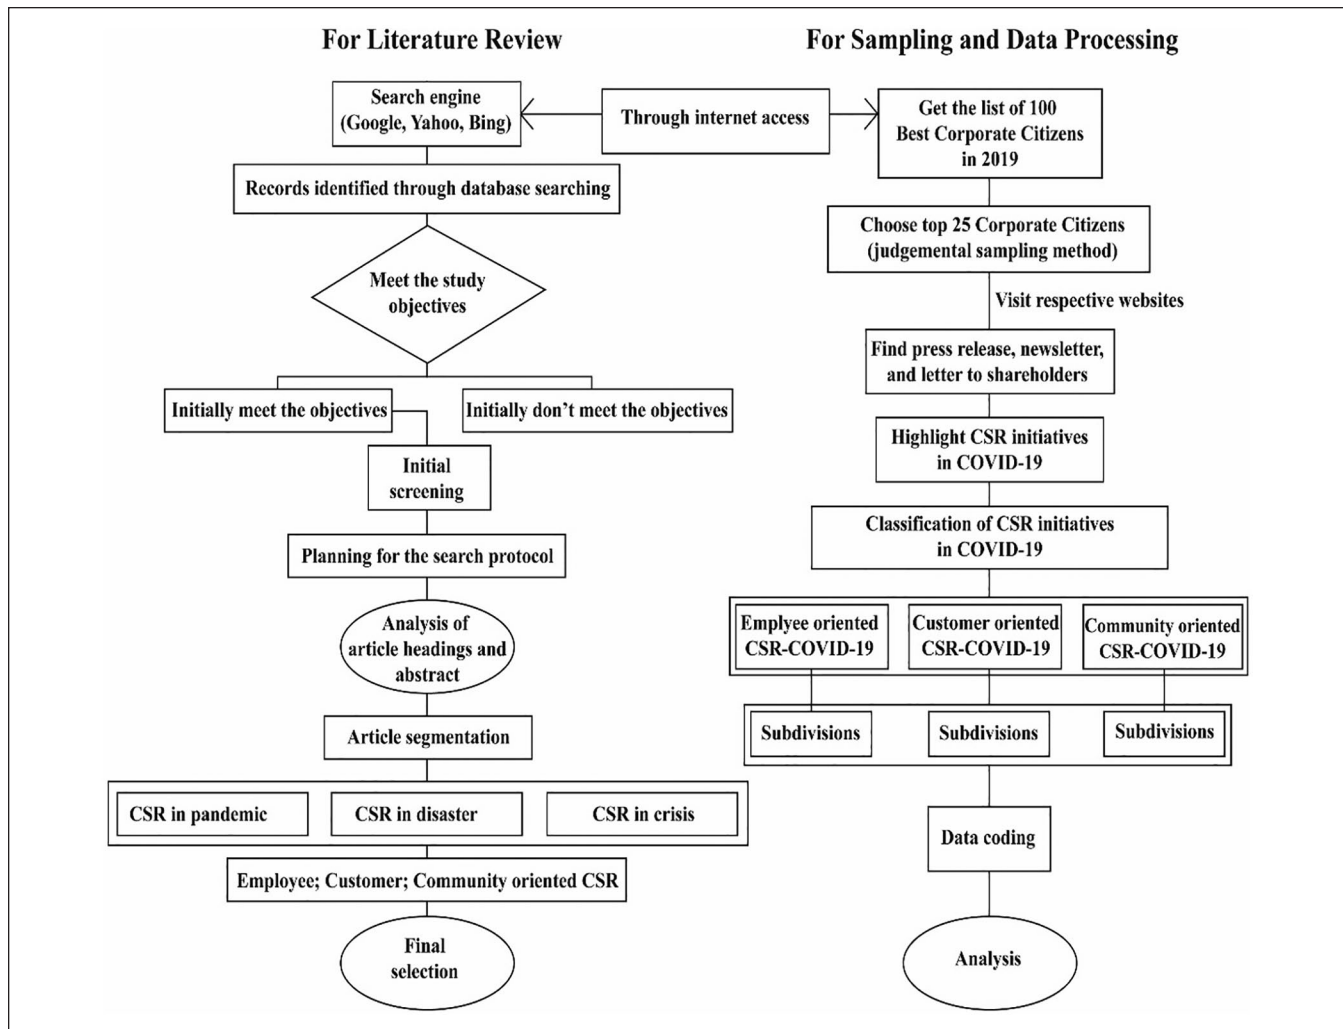 For Literature Review
For Sampling and Data Processing
Search engine
(Google, Yahoo, Bing)
Through internet access
Get the list of 100
Best Corporate Citizens
in 2019
Records identified through database searching
Choose top 25 Corporate Citizens
(judgemental sampling method)
Meet the study
objectives
Visit respective websites
Find press release, newsletter,
and letter to shareholders
Initially meet the objectives
Initially don’t meet the objectives
Highlight CSR initiatives
in COVID-19
Initial
screening
Classification of CSR initiatives
in COVID-19
Planning for the search protocol
Analysis of
article headings and
abstract
Emplyee oriented
CSR-COVID-19
Customer oriented
CSR-COVID-19
Community oriented
CSR-COVID-19
Article segmentation
Subdivisions
Subdivisions
Subdivisions
CSR in pandemic
CSR in disaster
CSR in crisis
Data coding
Employee; Customer; Community oriented CSR
Final
selection
Analysis